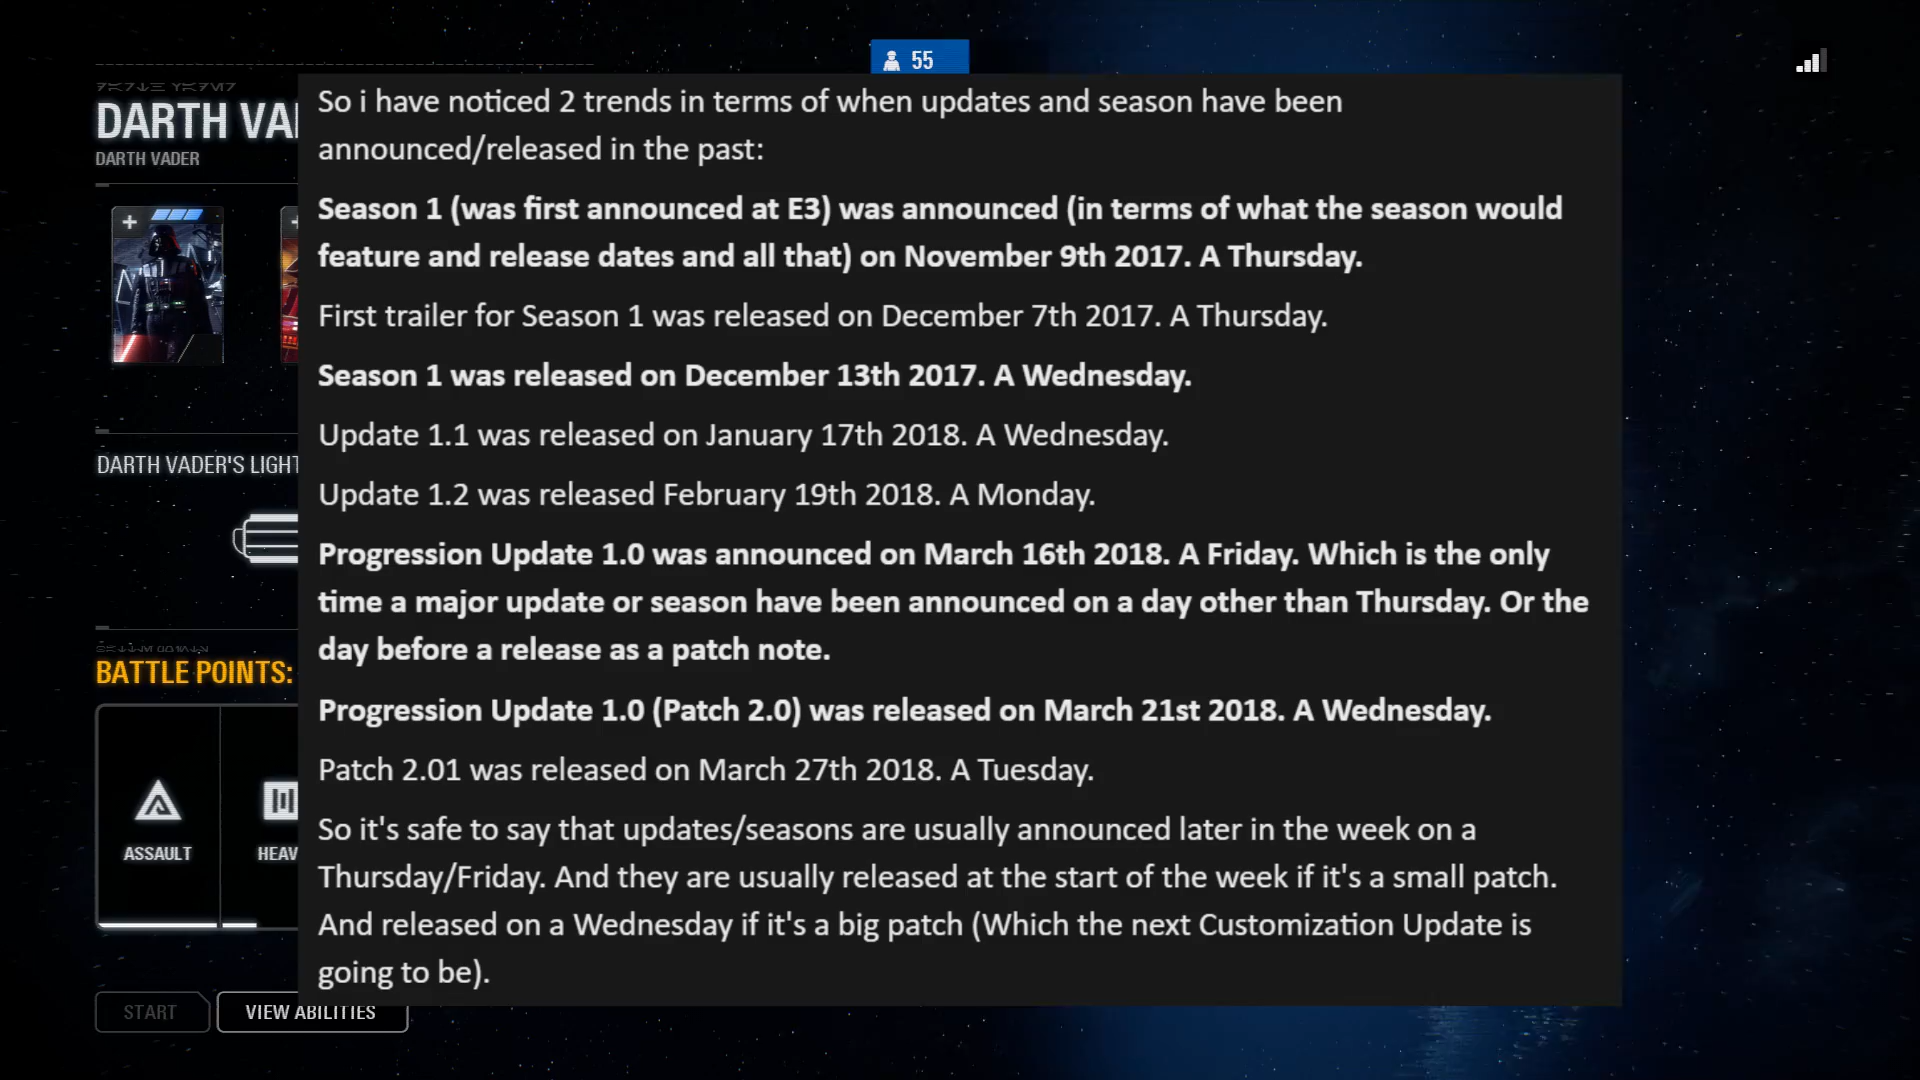 55
DARTH VA
DARTH VADER
DARTH VADER'S LIGHT
BATTLE POINTS:
ASSAULT
HEAV
START
VIEW ABILITIES
So i have noticed 2 trends in terms of when updates and season have been
announced/released in the past:
Season 1 (was first announced at E3) was announced (in terms of what the season would
feature and release dates and all that) on November 9th 2017. A Thursday.
First trailer for Season 1 was released on December 7th 2017. A Thursday.
Season 1 was released on December 13th 2017. A Wednesday.
Update 1.1 was released on January 17th 2018. A Wednesday.
Update 1.2 was released February 19th 2018. A Monday.
Progression Update 1.0 was announced on March 16th 2018. A Friday. Which is the only
time a major update or season have been announced on a day other than Thursday. Or the
day before a release as a patch note.
Progression Update 1.0 (Patch 2.0) was released on March 21st 2018. A Wednesday.
Patch 2.01 was released on March 27th 2018. A Tuesday.
So it's safe to say that updates/seasons are usually announced later in the week on a
Thursday/Friday. And they are usually released at the start of the week if it's a small patch.
And released on a Wednesday if it's a big patch (Which the next Customization Update is
going to be).